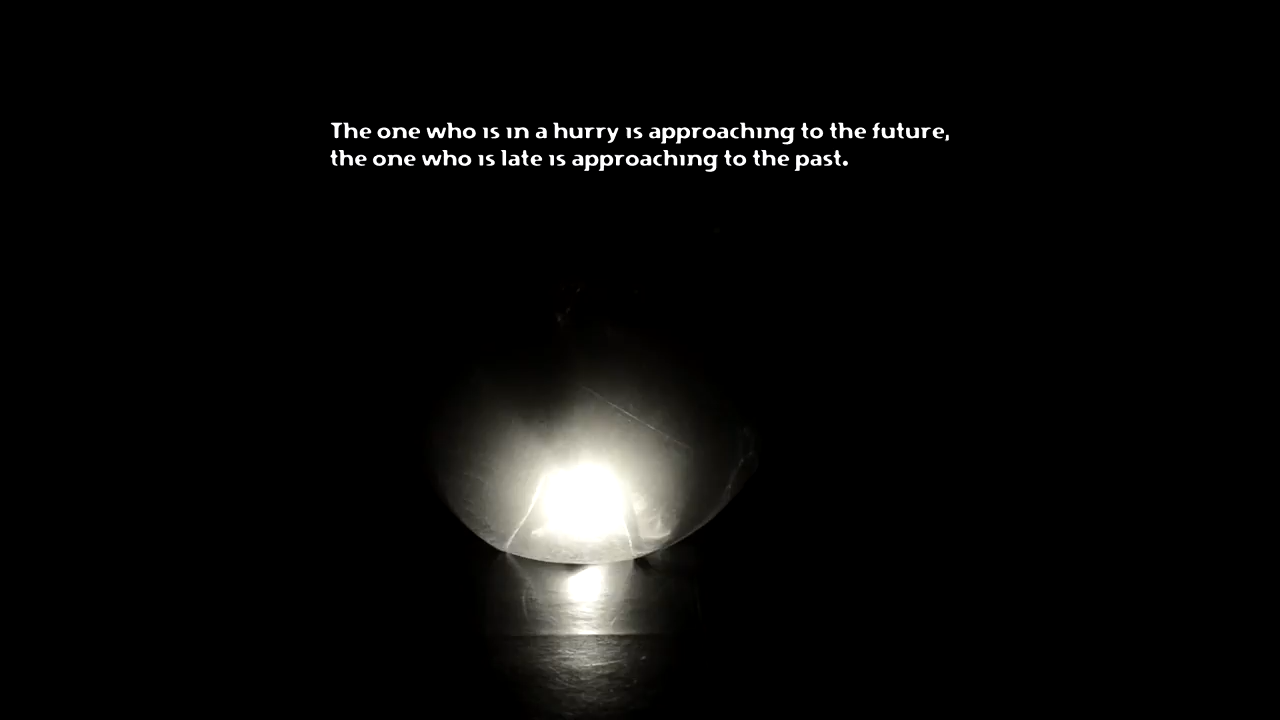 The one who is in a hurry is approaching to the future,
the one who is late is approaching to the past.